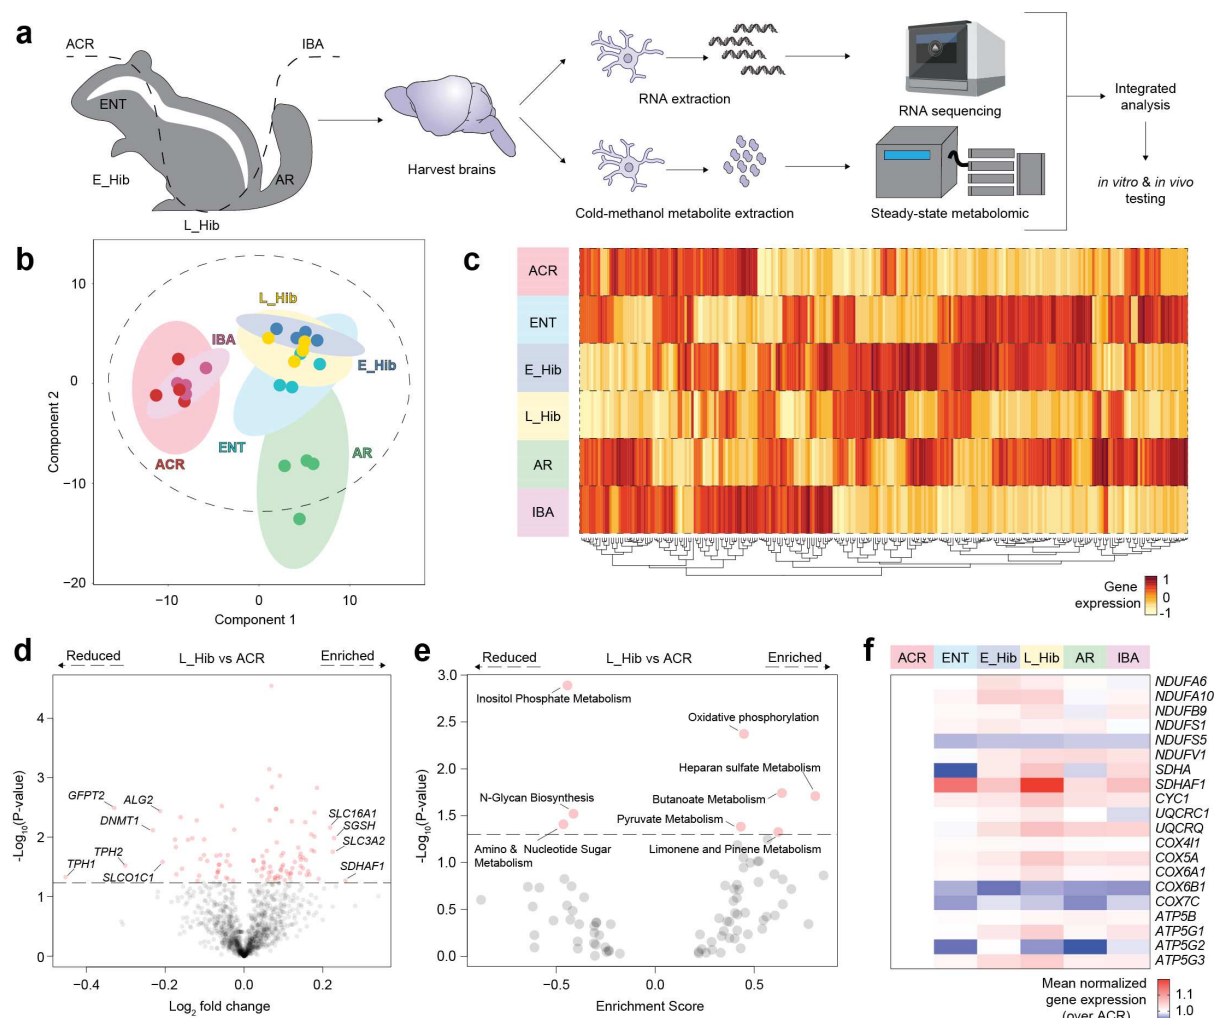 a
ACR
IBA
ENT
E_Hib
AR
L_Hib
Harvest brains
RNA extraction
RNA sequencing
Cold-methanol metabolite extraction
Steady-state metabolomic
Integrated
analysis
in vitro & in vivo
testing
b
10
0
−10
−20
Component 2
L_Hib
IBA
E_Hib
ENT
AR
ACR
−10
0
10
Component 1
c
ACR
ENT
E_Hib
L_Hib
AR
IBA
Gene
expression
1
0
-1
d
Reduced
L_Hib vs ACR
Enriched
4
3
2
1
0
-Log10(P-value)
GFPT2
ALG2
DNMT1
TPH2
TPH1
SLCO1C1
SLC16A1
SGSH
SLC3A2
SDHAF1
−0.4
−0.2
0.0
0.2
Log2 fold change
e
Reduced
L_Hib vs ACR
Enriched
3.0
2.5
2.0
1.5
1.0
0.5
0.0
-Log10(P-value)
Inositol Phosphate Metabolism
Oxidative phosphorylation
Heparan sulfate Metabolism
N-Glycan Biosynthesis
Butanoate Metabolism
Pyruvate Metabolism
Amino & Nucleotide Sugar
Metabolism
Limonene and Pinene Metabolism
−0.5
0.0
0.5
Enrichment Score
f
ACR
ENT
E_Hib
L_Hib
AR
IBA
NDUFA6
NDUFA10
NDUFB9
NDUFS1
NDUFS5
NDUFV1
SDHA
SDHAF1
CYC1
UQCRC1
UQCRQ
COX4I1
COX5A
COX6A1
COX6B1
COX7C
ATP5B
ATP5G1
ATP5G2
ATP5G3
Mean normalized
gene expression
(over ACR)
1.1
1.0